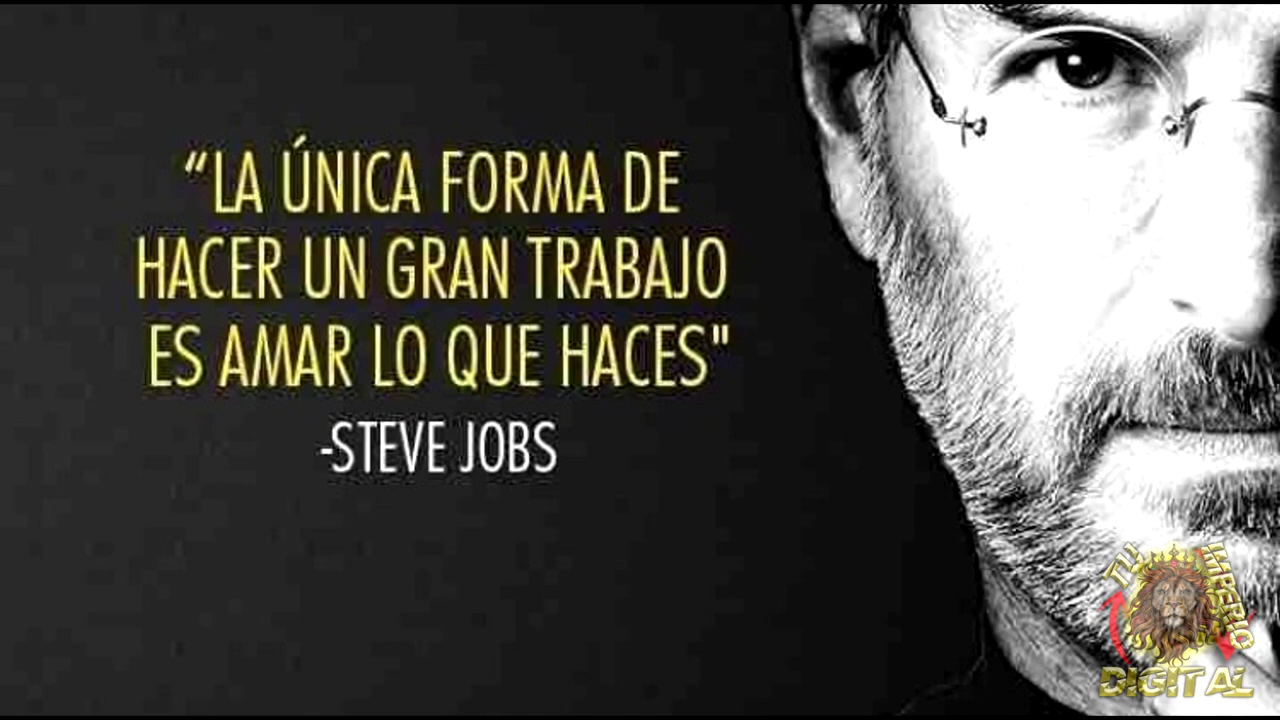 “LA ÚNICA FORMA DE
HACER UN GRAN TRABAJO
ES AMAR LO QUE HACES"
-STEVE JOBS
TU IMPERIO
DIGITAL